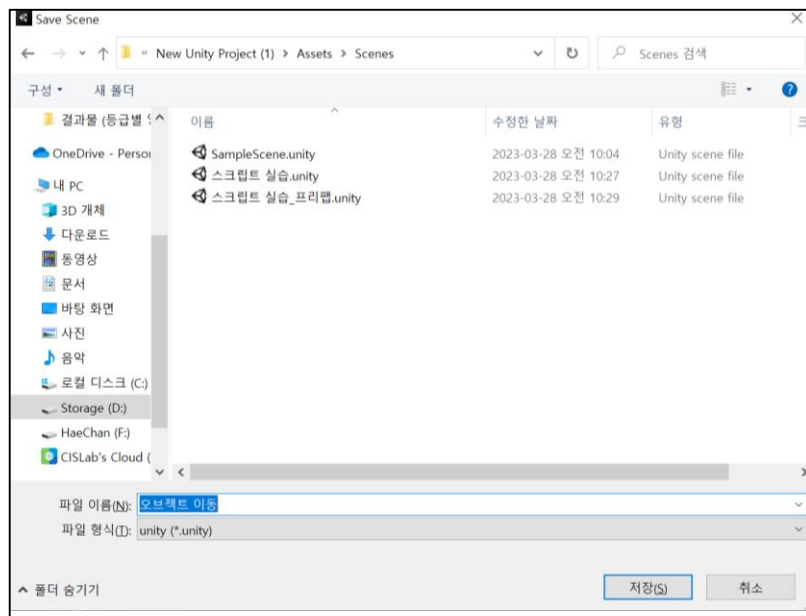 Save Scene
« New Unity Project (1) > Assets > Scenes
Scenes 검색
구성
새 폴더
결과물 (등급별
OneDrive - Person
내 PC
3D 개체
다운로드
동영상
문서
바탕 화면
사진
음악
로컬 디스크 (C:)
Storage (D:)
HaeChan (F:)
CISLab's Cloud (
이름 수정한 날짜 유형
SampleScene.unity 2023-03-28 오전 10:04 Unity scene file
스크립트 실습.unity 2023-03-28 오전 10:27 Unity scene file
스크립트 실습_프리팹.unity 2023-03-28 오전 10:29 Unity scene file
파일 이름(N): 오브젝트 이동
파일 형식(T): unity (*.unity)
폴더 숨기기
저장(S)
취소